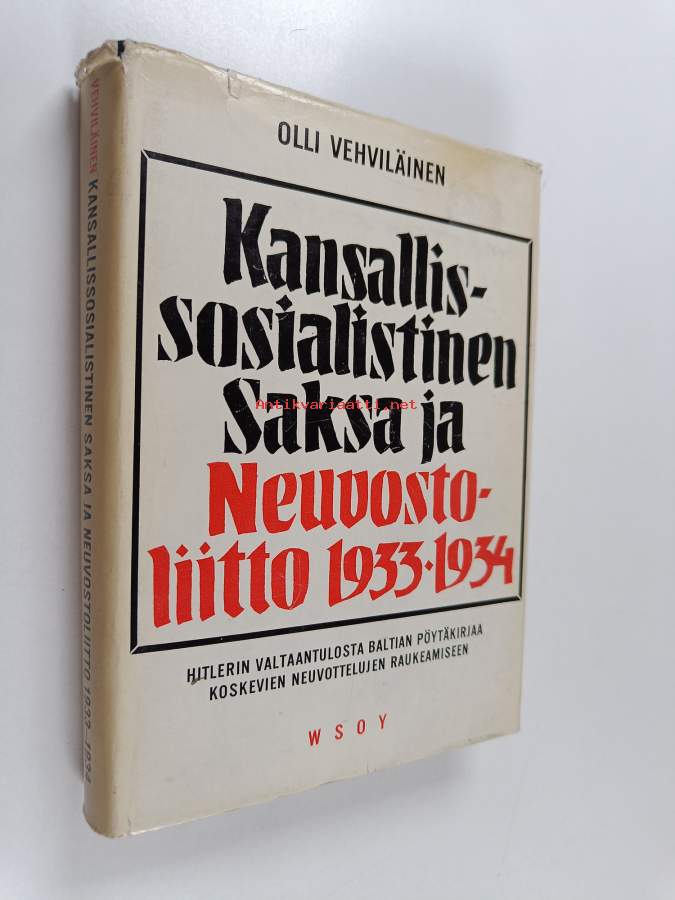 OLLI VEHVILÄINEN
Kansallis-
sosialistinen
Saksa ja
Neuvosto-
liitto 1933-1934
HITLERIN VALTAANTULOSTA BALTIAN PÖYTÄKIRJAA
KOSKEVIEN NEUVOTTELUJEN RAUKEAMISEEN
WSOY
VEHVILÄINEN KANSALLISSOSIALISTINEN SAKSA JA NEUVOSTOLIITTO 1933-1934
Antikvariaatti.net